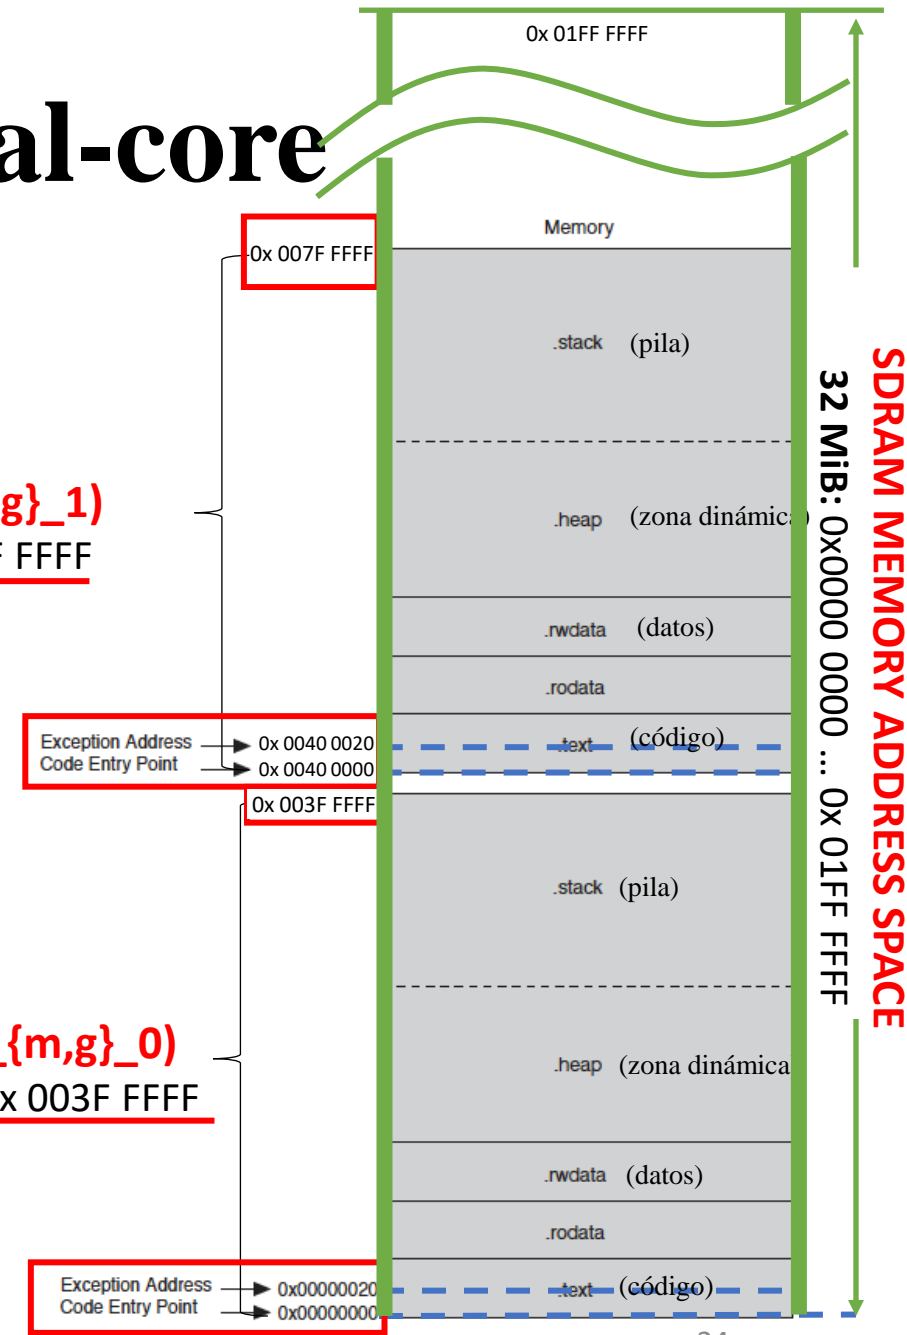 0x 01FF FFFF
al-core
Memory
0x 007F FFFF
.stack (pila)
.heap (zona dinámica)
g}_1)
F FFFF
.rwdata (datos)
.rodata
Exception Address 0x 0040 0020
.text (código)
Code Entry Point 0x 0040 0000
0x 003F FFFF
.stack (pila)
_{m,g}_0)
x 003F FFFF
.heap (zona dinámica
.rwdata (datos)
.rodata
Exception Address 0x00000020
.text (código)
Code Entry Point 0x00000000
32 MiB: 0x0000 0000 ... 0x 01FF FFFF
SDRAM MEMORY ADDRESS SPACE